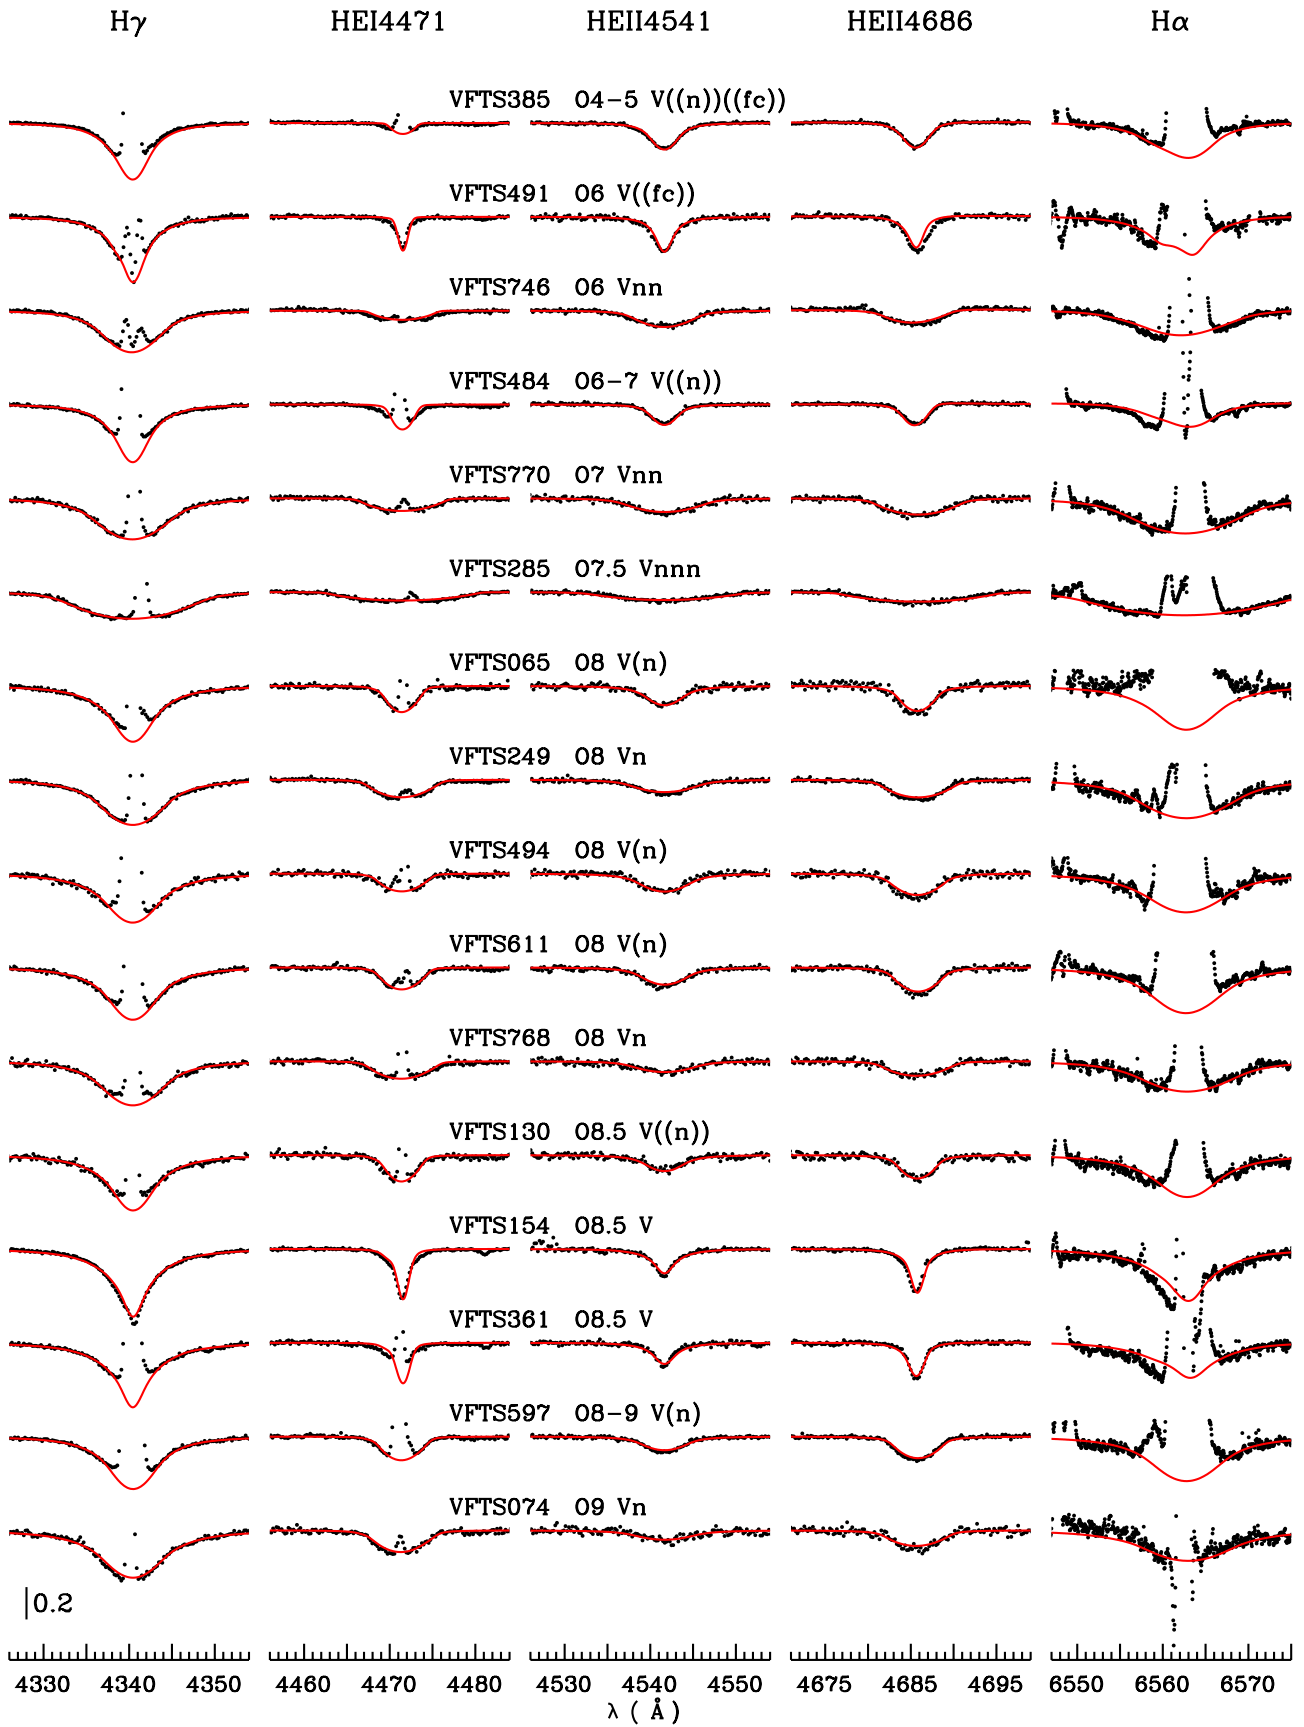 Hγ HEI4471 HEII4541 HEII4686 Hα
VFTS385 O4-5 V((n))((fc))
VFTS491 O6 V((fc))
VFTS746 O6 Vnn
VFTS484 O6-7 V((n))
VFTS770 O7 Vnn
VFTS285 O7.5 Vnnn
VFTS065 O8 V(n)
VFTS249 O8 Vn
VFTS494 O8 V(n)
VFTS611 O8 V(n)
VFTS768 O8 Vn
VFTS130 O8.5 V((n))
VFTS154 O8.5 V
VFTS361 O8.5 V
VFTS597 O8-9 V(n)
VFTS074 O9 Vn
0.2
4330 4340 4350 4460 4470 4480 4530 4540 4550 4675 4685 4695 6550 6560 6570
λ ( Å )